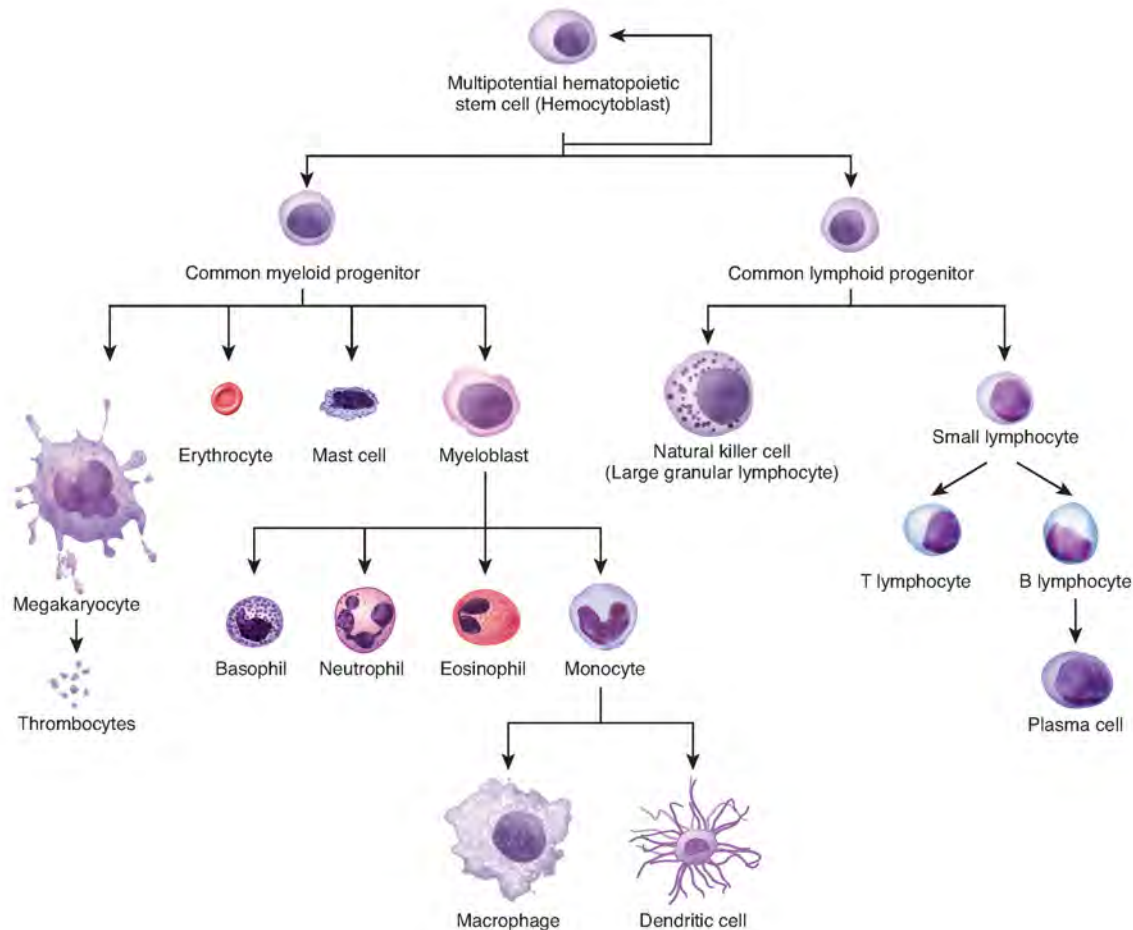 Multipotential hematopoietic
stem cell (Hemocytoblast)
Common myeloid progenitor
Common lymphoid progenitor
Erythrocyte
Mast cell
Myeloblast
Natural killer cell
(Large granular lymphocyte)
Small lymphocyte
T lymphocyte
B lymphocyte
Megakaryocyte
Basophil
Neutrophil
Eosinophil
Monocyte
Thrombocytes
Plasma cell
Macrophage
Dendritic cell